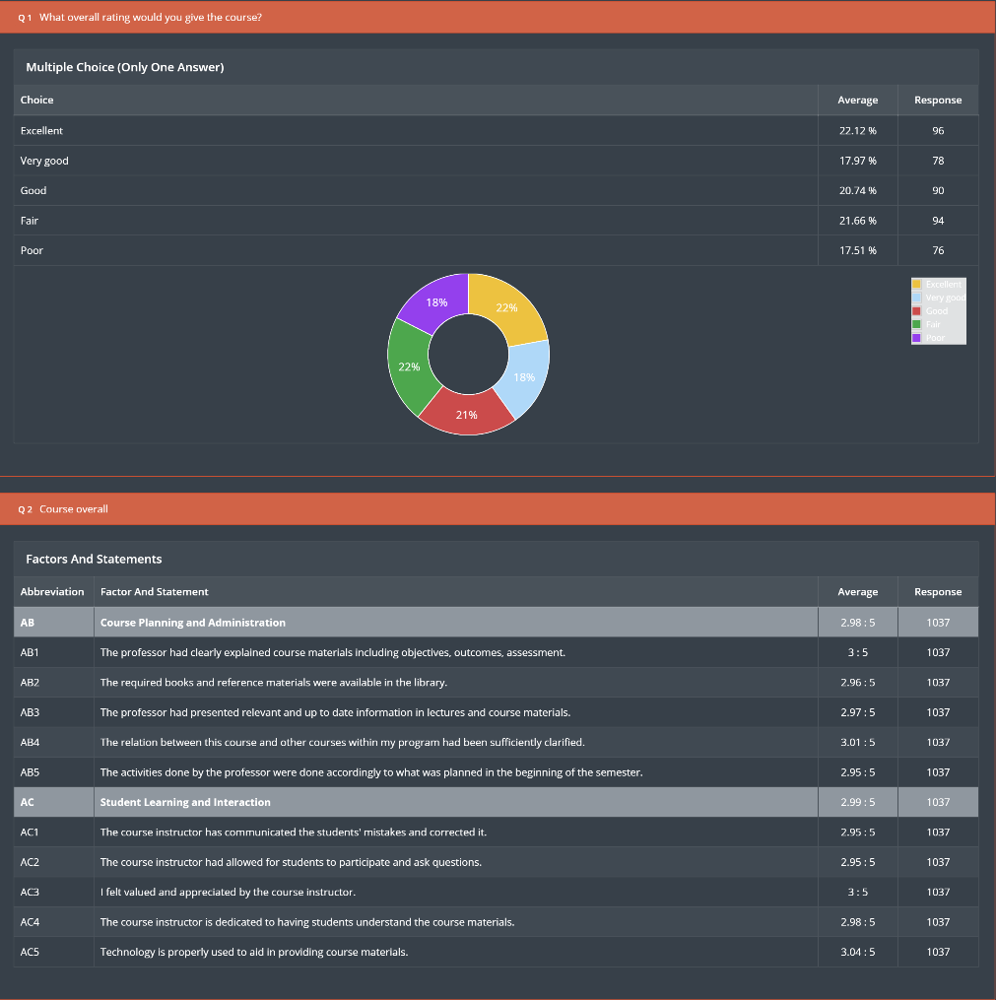 Q 1 What overall rating would you give the course?
Multiple Choice (Only One Answer)
Choice Average Response
Excellent 22.12 % 96
Very good 17.97 % 78
Good 20.74 % 90
Fair 21.66 % 94
Poor 17.51 % 76
18% 22%
22% 18%
21%
Excellent
Very good
Good
Fair
Poor
Q 2 Course overall
Factors And Statements
Abbreviation Factor And Statement Average Response
AB Course Planning and Administration 2.98 : 5 1037
AB1 The professor had clearly explained course materials including objectives, outcomes, assessment. 3 : 5 1037
AB2 The required books and reference materials were available in the library. 2.96 : 5 1037
AB3 The professor had presented relevant and up to date information in lectures and course materials. 2.97 : 5 1037
AB4 The relation between this course and other courses within my program had been sufficiently clarified. 3.01 : 5 1037
AB5 The activities done by the professor were done accordingly to what was planned in the beginning of the semester. 2.95 : 5 1037
AC Student Learning and Interaction 2.99 : 5 1037
AC1 The course instructor has communicated the students' mistakes and corrected it. 2.95 : 5 1037
AC2 The course instructor had allowed for students to participate and ask questions. 2.95 : 5 1037
AC3 I felt valued and appreciated by the course instructor. 3 : 5 1037
AC4 The course instructor is dedicated to having students understand the course materials. 2.98 : 5 1037
AC5 Technology is properly used to aid in providing course materials. 3.04 : 5 1037